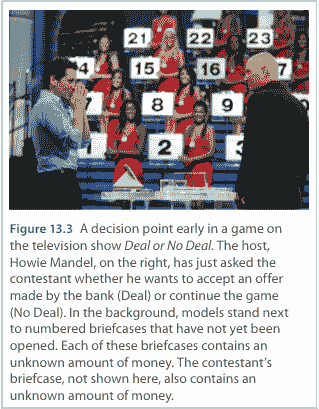 21 22 23
4 15 16 7
7 8 9
2 3
Figure 13.3 A decision point early in a game on
the television show Deal or No Deal. The host,
Howie Mandel, on the right, has just asked the
contestant whether he wants to accept an offer
made by the bank (Deal) or continue the game
(No Deal). In the background, models stand next
to numbered briefcases that have not yet been
opened. Each of these briefcases contains an
unknown amount of money. The contestant’s
briefcase, not shown here, also contains an
unknown amount of money.